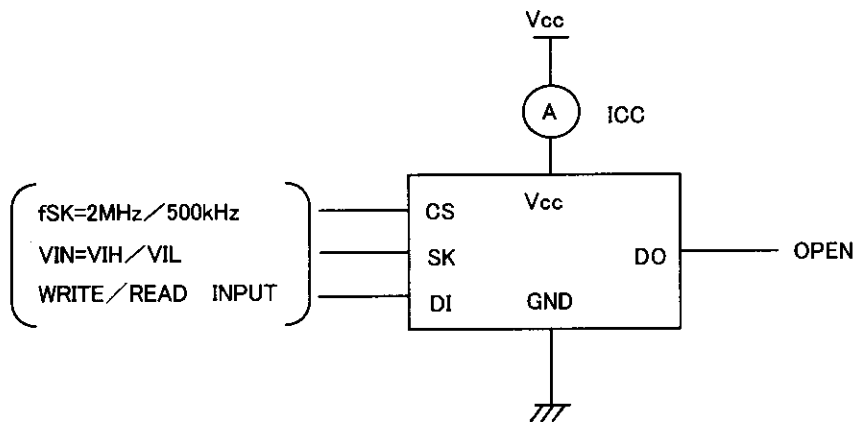 Vcc
A ICC
fSK=2MHz／500kHz
VIN=VIH／VIL
WRITE／READ INPUT
CS
SK
DI
Vcc
GND
DO
OPEN